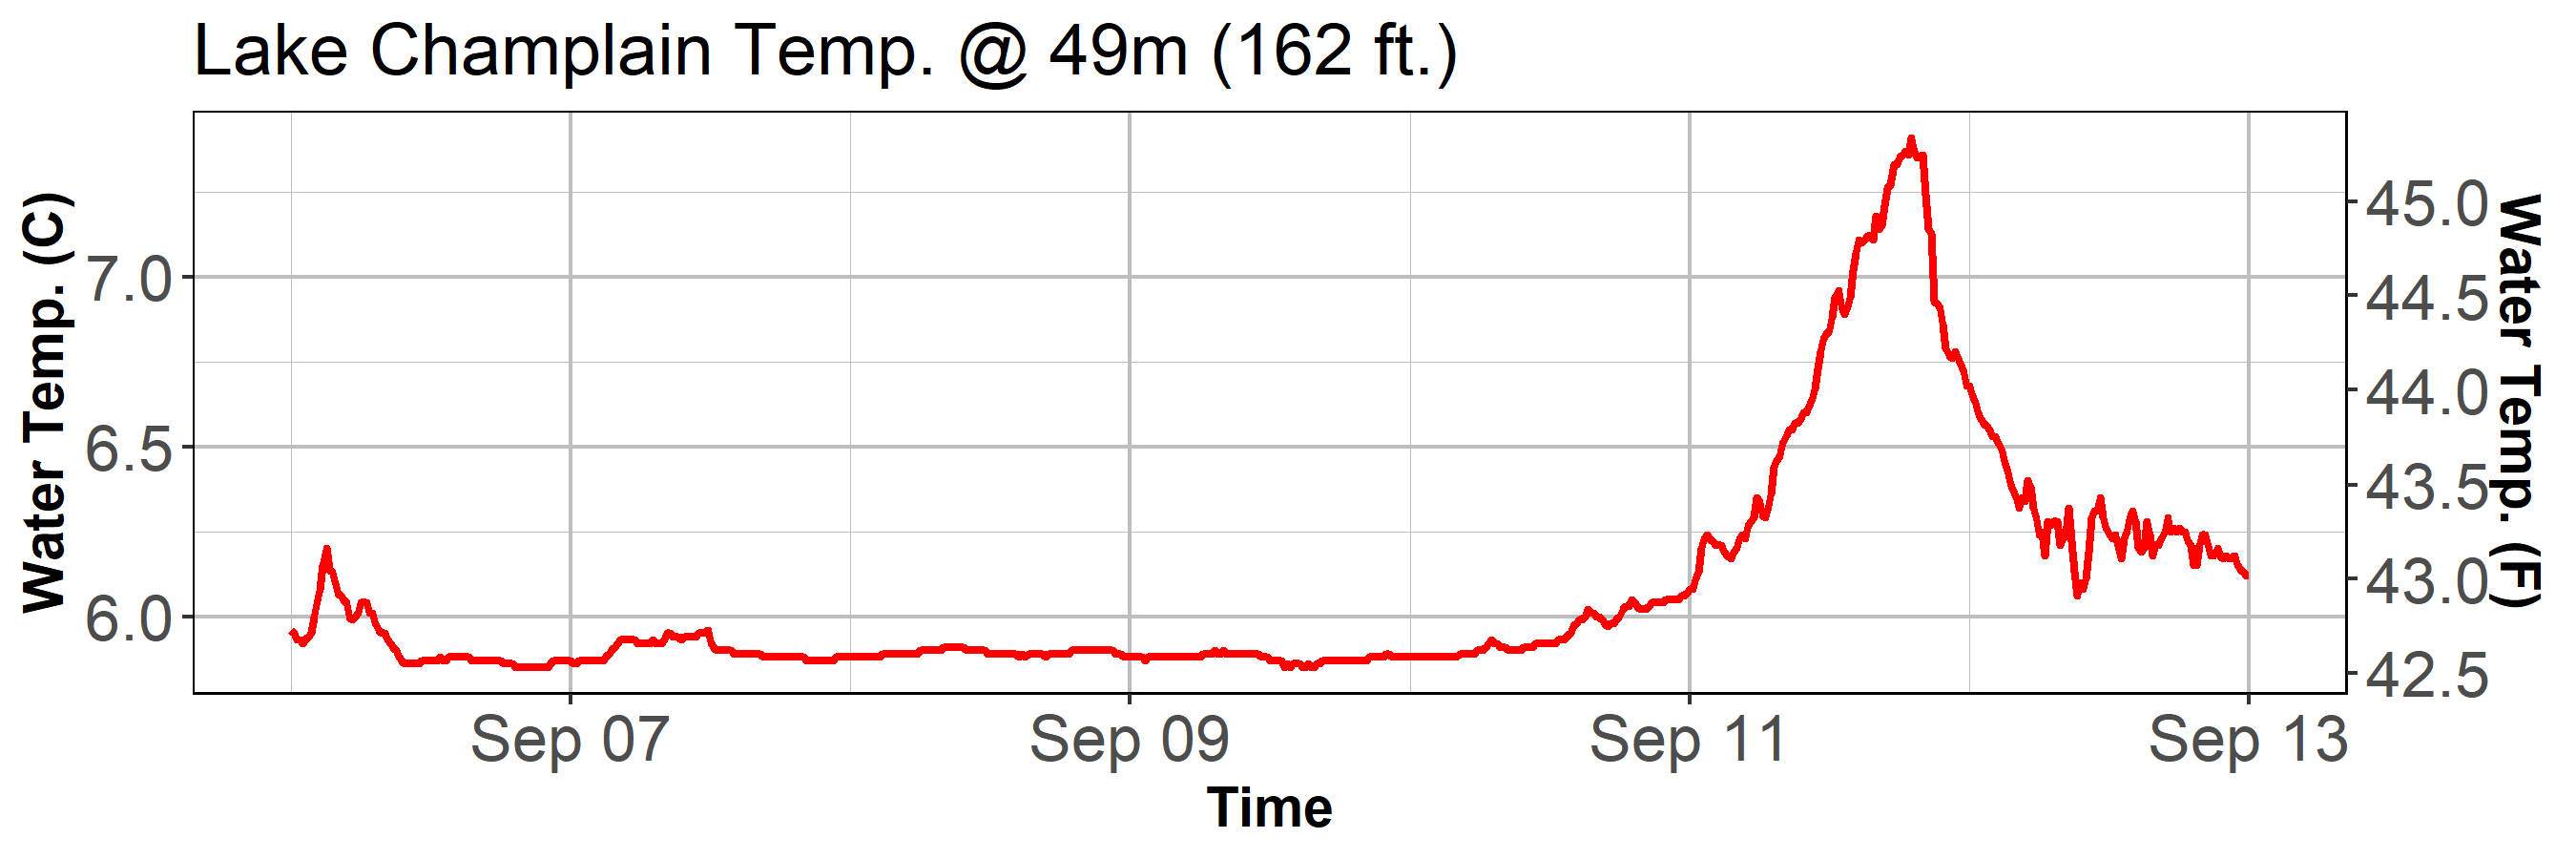 Lake Champlain Temp. @ 49m (162 ft.)
Water Temp. (C)
7.0
6.5
6.0
45.0
44.5
44.0
43.5
43.0
42.5
Water Temp. (F)
Sep 07
Sep 09
Sep 11
Sep 13
Time